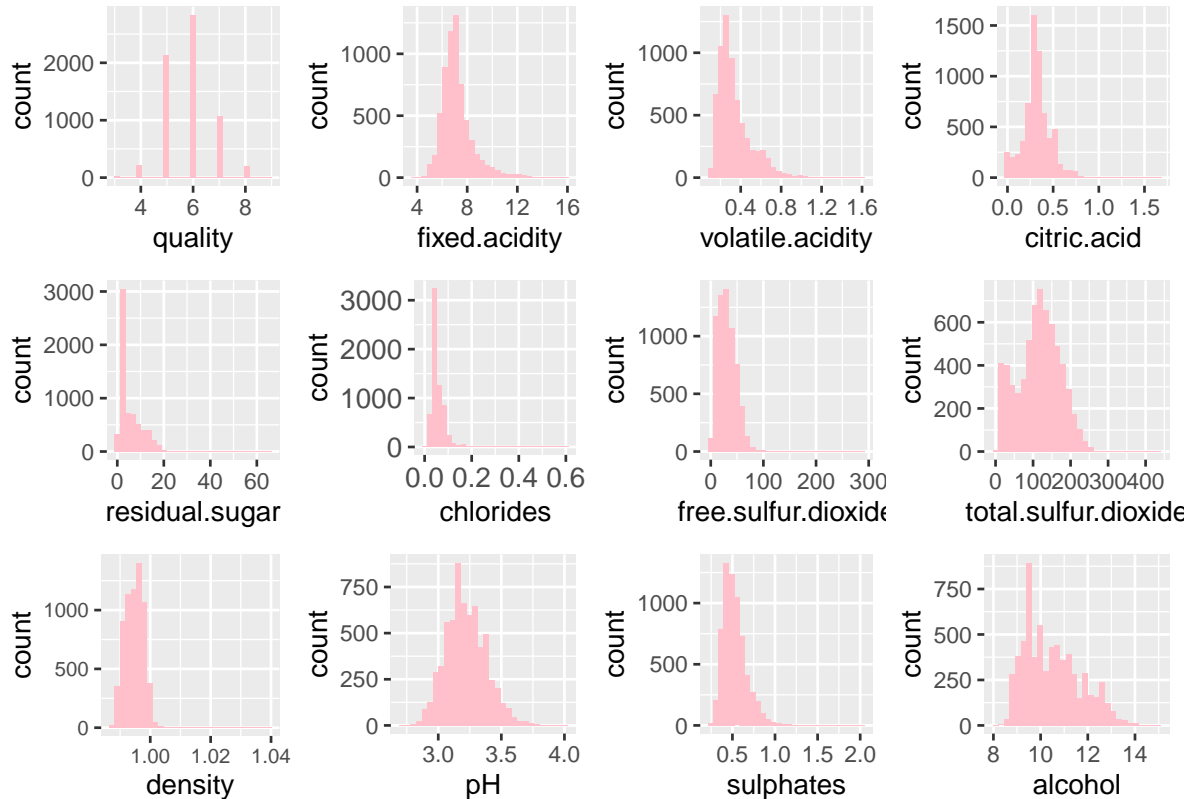 count
2000
1000
0
4 6 8
quality
count
1000
500
0
4 8 12 16
fixed.acidity
count
1000
500
0
0.4 0.8 1.2 1.6
volatile.acidity
count
1500
1000
500
0
0.0 0.5 1.0 1.5
citric.acid
count
3000
2000
1000
0
0 20 40 60
residual.sugar
count
3000
2000
1000
0
0.0 0.2 0.4 0.6
chlorides
count
1000
500
0
0 100 200 300
free.sulfur.dioxide
count
600
400
200
0
0 100 200 300 400
total.sulfur.dioxide
count
1000
500
0
1.00 1.02 1.04
density
count
750
500
250
0
3.0 3.5 4.0
pH
count
1000
500
0
0.5 1.0 1.5 2.0
sulphates
count
750
500
250
0
8 10 12 14
alcohol